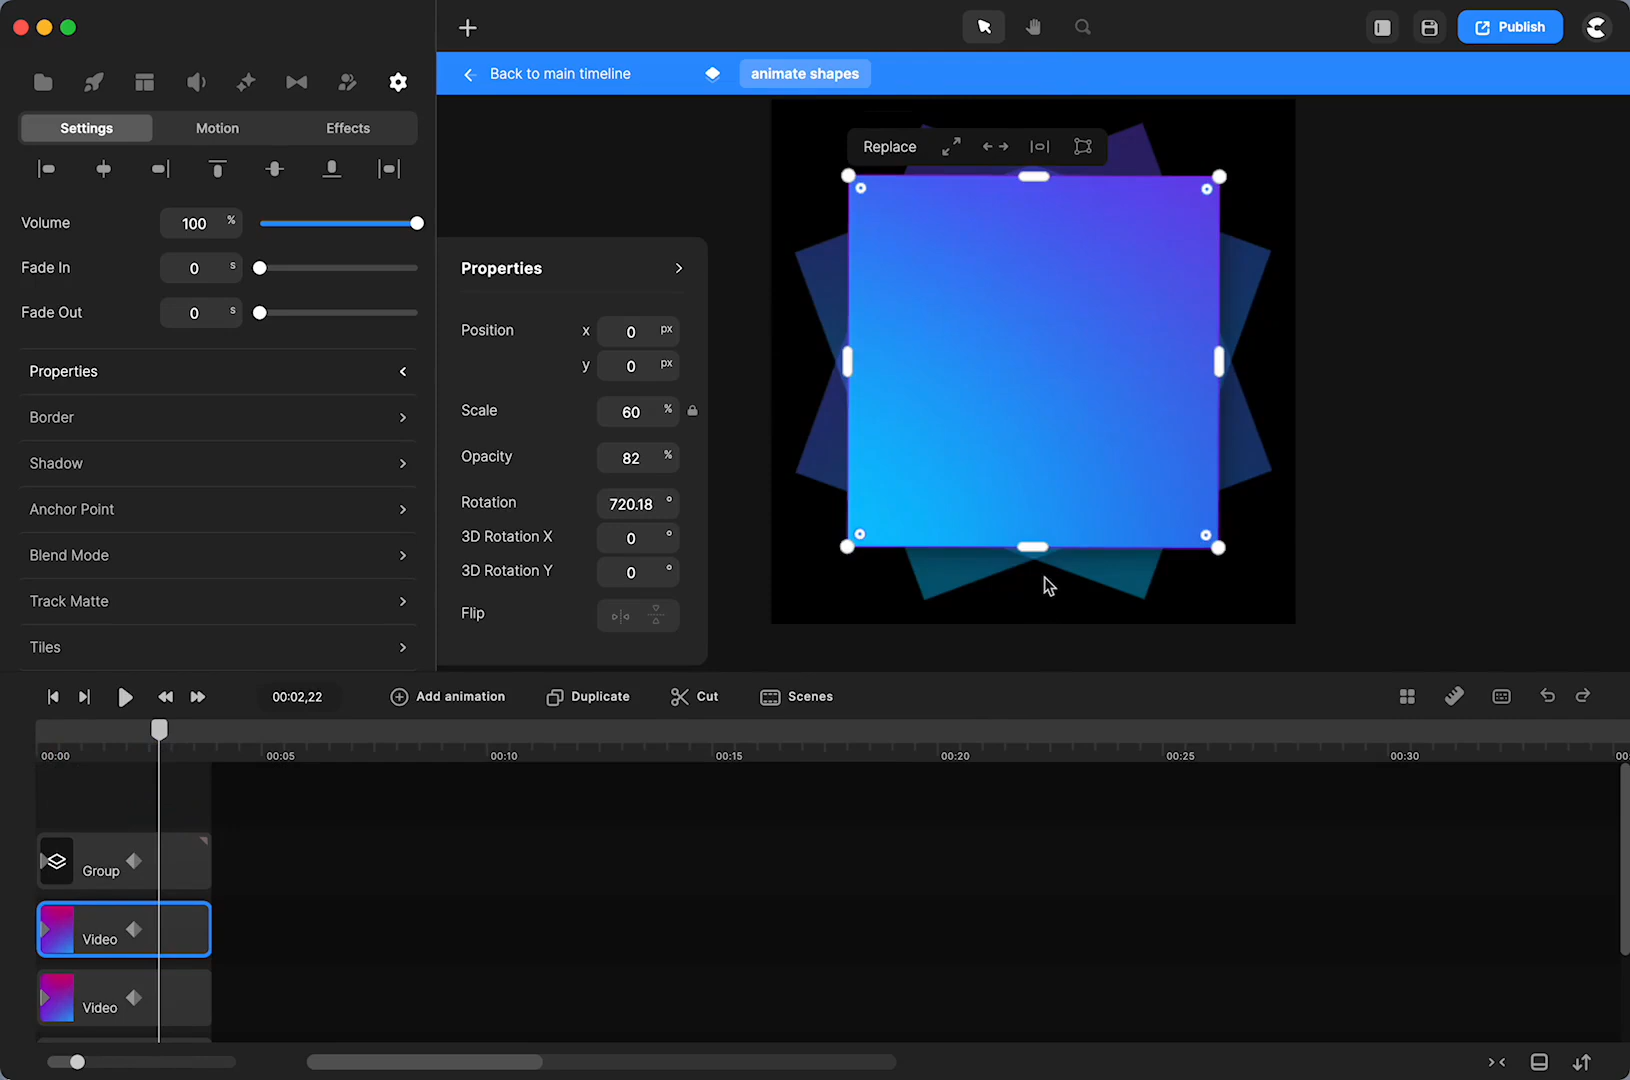 Publish
Back to main timeline
animate shapes
Settings Motion Effects
Replace
Volume 100 %
Fade In 0 s
Fade Out 0 s
Properties
Border
Shadow
Anchor Point
Blend Mode
Track Matte
Tiles
Properties
Position x 0 px
y 0 px
Scale 60 %
Opacity 82 %
Rotation 720.18 °
3D Rotation X 0 °
3D Rotation Y 0 °
Flip
00:02,22 Add animation Duplicate Cut Scenes
00:00 00:05 00:10 00:15 00:20 00:25 00:30 00:
Group
Video
Video